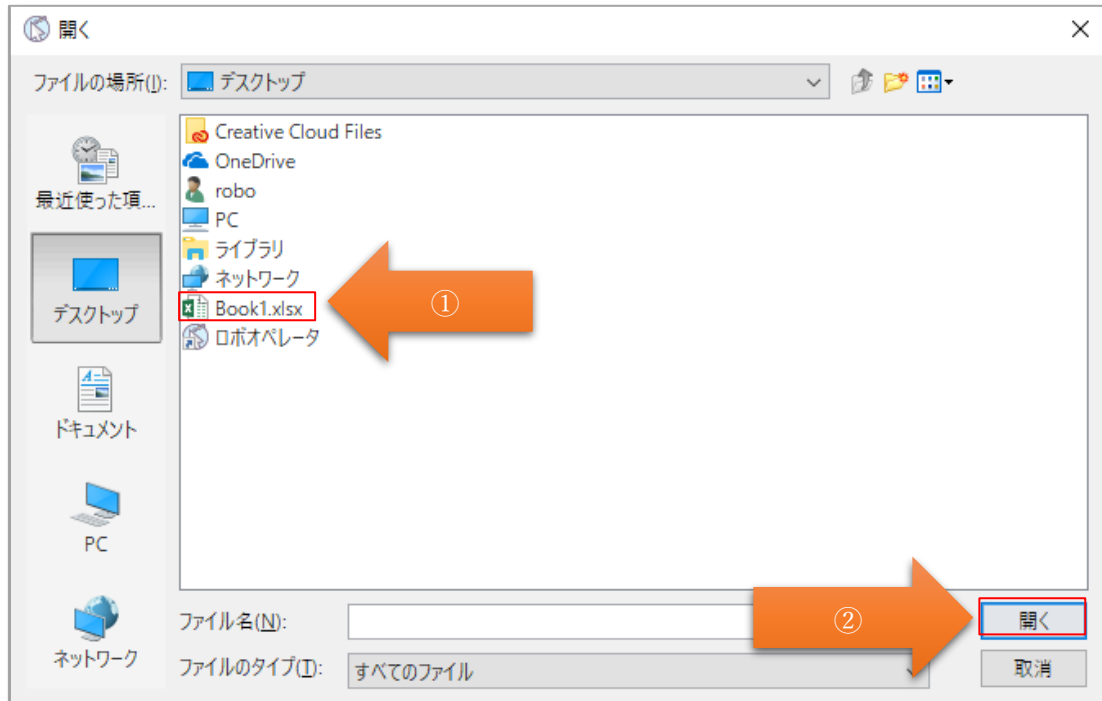 開く
ファイルの場所(I): デスクトップ
最近使った項...
デスクトップ
ドキュメント
PC
ネットワーク
Creative Cloud Files
OneDrive
robo
PC
ライブラリ
ネットワーク
Book1.xlsx
ロボオペレータ
①
ファイル名(N):
②
開く
ファイルのタイプ(T): すべてのファイル
取消